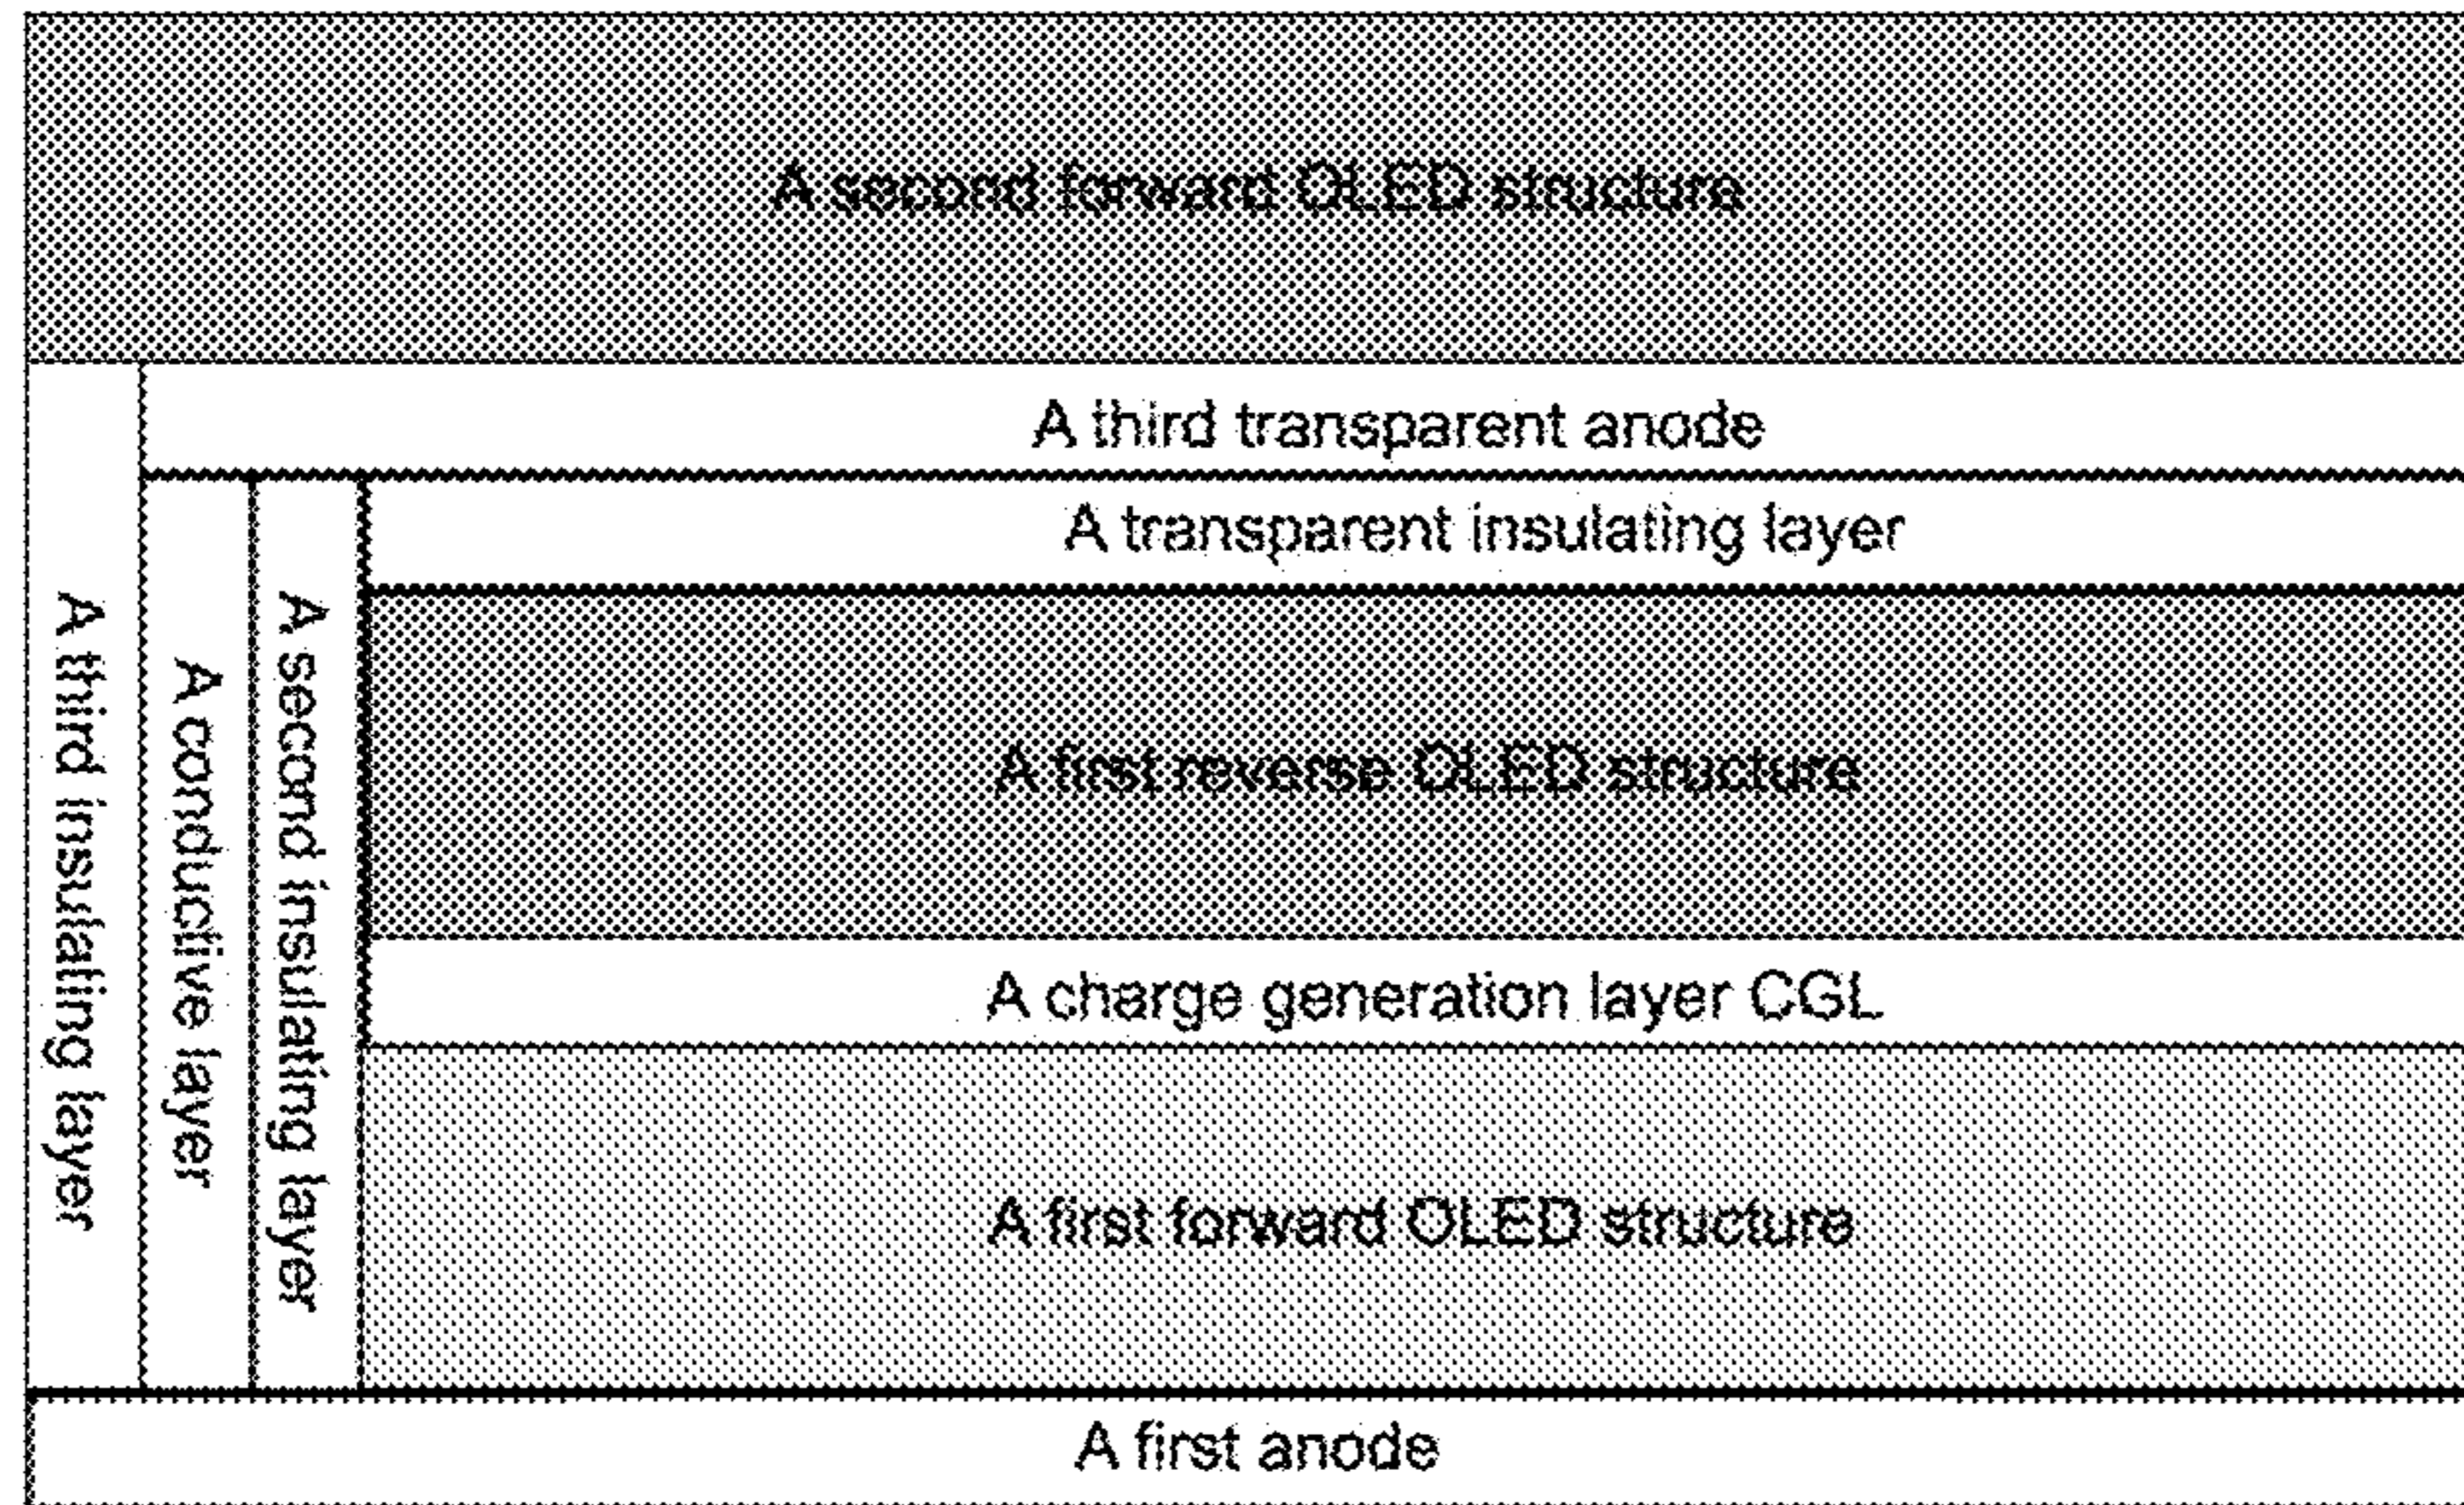 A second forward OLED structure
A third transparent anode
A transparent insulating layer
A third insulating layer
A conductive layer
A second insulating layer
A first reverse OLED structure
A charge generation layer CGL
A first forward OLED structure
A first anode